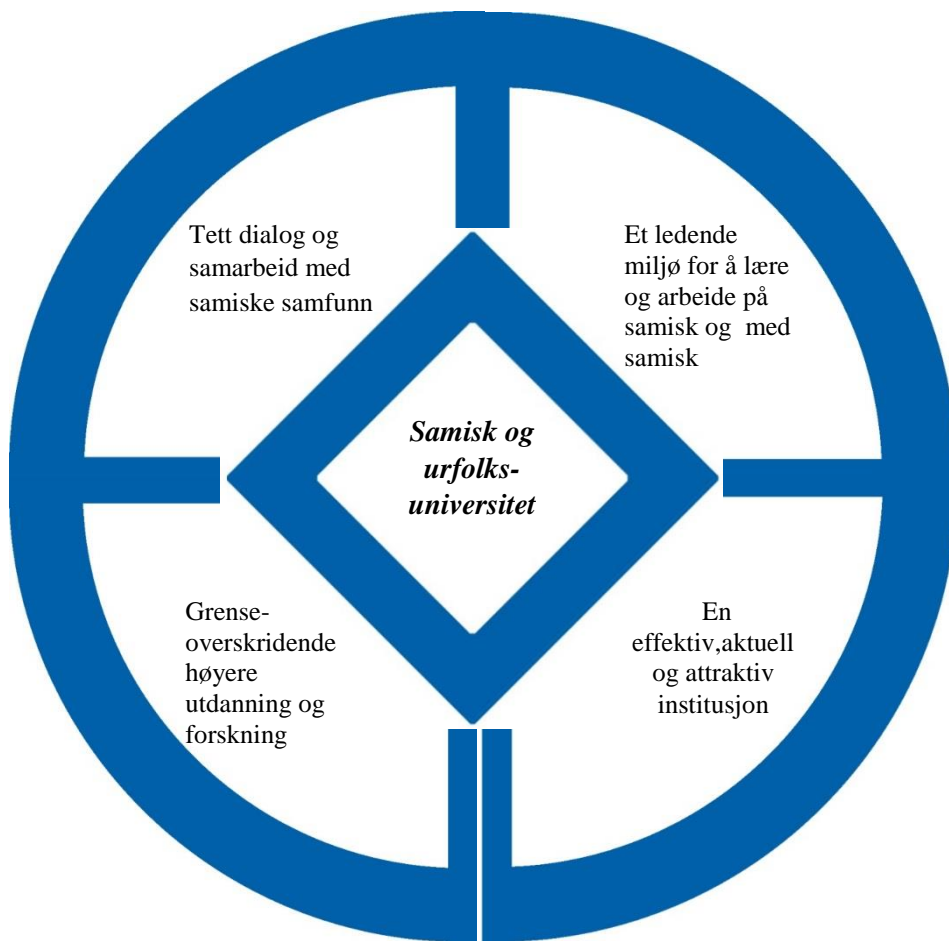 Tett dialog og
samarbeid med
samiske samfunn
Et ledende
miljø for å lære
og arbeide på
samisk og  med
samisk
Samisk og
urfolks-
universitet
Grense-
overskridende
høyere
utdanning og
forskning
En
effektiv,aktuell
og attraktiv
institusjon